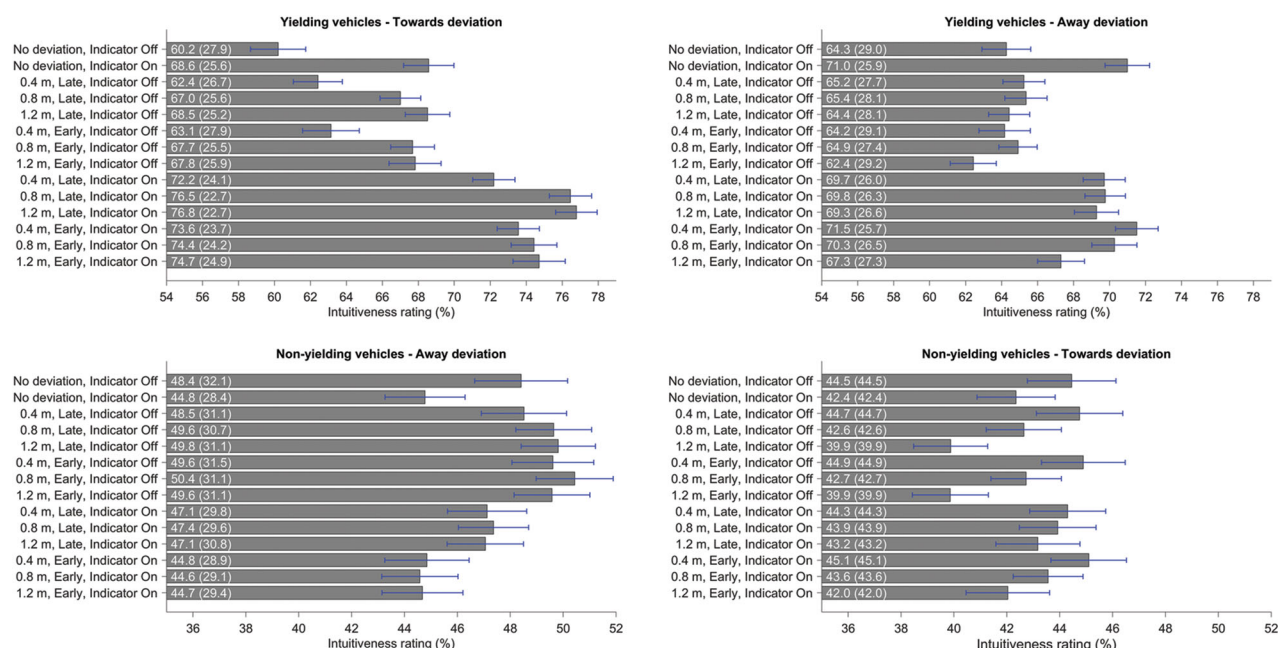 Yielding vehicles - Towards deviation
No deviation, Indicator Off 60.2 (27.9)
No deviation, Indicator On 68.6 (25.6)
0.4 m, Late, Indicator Off 62.4 (26.7)
0.8 m, Late, Indicator Off 67.0 (25.6)
1.2 m, Late, Indicator Off 68.5 (25.2)
0.4 m, Early, Indicator Off 63.1 (27.9)
0.8 m, Early, Indicator Off 67.7 (25.5)
1.2 m, Early, Indicator Off 67.8 (25.9)
0.4 m, Late, Indicator On 72.2 (24.1)
0.8 m, Late, Indicator On 76.5 (22.7)
1.2 m, Late, Indicator On 76.8 (22.7)
0.4 m, Early, Indicator On 73.6 (23.7)
0.8 m, Early, Indicator On 74.4 (24.2)
1.2 m, Early, Indicator On 74.7 (24.9)
54 56 58 60 62 64 66 68 70 72 74 76 78
Intuitiveness rating (%)
Yielding vehicles - Away deviation
No deviation, Indicator Off 64.3 (29.0)
No deviation, Indicator On 71.0 (25.9)
0.4 m, Late, Indicator Off 65.2 (27.7)
0.8 m, Late, Indicator Off 65.4 (28.1)
1.2 m, Late, Indicator Off 64.4 (28.1)
0.4 m, Early, Indicator Off 64.2 (29.1)
0.8 m, Early, Indicator Off 64.9 (27.4)
1.2 m, Early, Indicator Off 62.4 (29.2)
0.4 m, Late, Indicator On 69.7 (26.0)
0.8 m, Late, Indicator On 69.8 (26.3)
1.2 m, Late, Indicator On 69.3 (26.6)
0.4 m, Early, Indicator On 71.5 (25.7)
0.8 m, Early, Indicator On 70.3 (26.5)
1.2 m, Early, Indicator On 67.3 (27.3)
54 56 58 60 62 64 66 68 70 72 74 76 78
Intuitiveness rating (%)
Non-yielding vehicles - Away deviation
No deviation, Indicator Off 48.4 (32.1)
No deviation, Indicator On 44.8 (28.4)
0.4 m, Late, Indicator Off 48.5 (31.1)
0.8 m, Late, Indicator Off 49.6 (30.7)
1.2 m, Late, Indicator Off 49.8 (31.1)
0.4 m, Early, Indicator Off 49.6 (31.5)
0.8 m, Early, Indicator Off 50.4 (31.1)
1.2 m, Early, Indicator Off 49.6 (31.1)
0.4 m, Late, Indicator On 47.1 (29.8)
0.8 m, Late, Indicator On 47.4 (29.6)
1.2 m, Late, Indicator On 47.1 (30.8)
0.4 m, Early, Indicator On 44.8 (28.9)
0.8 m, Early, Indicator On 44.6 (29.1)
1.2 m, Early, Indicator On 44.7 (29.4)
36 38 40 42 44 46 48 50 52
Intuitiveness rating (%)
Non-yielding vehicles - Towards deviation
No deviation, Indicator Off 44.5 (44.5)
No deviation, Indicator On 42.4 (42.4)
0.4 m, Late, Indicator Off 44.7 (44.7)
0.8 m, Late, Indicator Off 42.6 (42.6)
1.2 m, Late, Indicator Off 39.9 (39.9)
0.4 m, Early, Indicator Off 44.9 (44.9)
0.8 m, Early, Indicator Off 42.7 (42.7)
1.2 m, Early, Indicator Off 39.9 (39.9)
0.4 m, Late, Indicator On 44.3 (44.3)
0.8 m, Late, Indicator On 43.9 (43.9)
1.2 m, Late, Indicator On 43.2 (43.2)
0.4 m, Early, Indicator On 45.1 (45.1)
0.8 m, Early, Indicator On 43.6 (43.6)
1.2 m, Early, Indicator On 42.0 (42.0)
36 38 40 42 44 46 48 50 52
Intuitiveness rating (%)